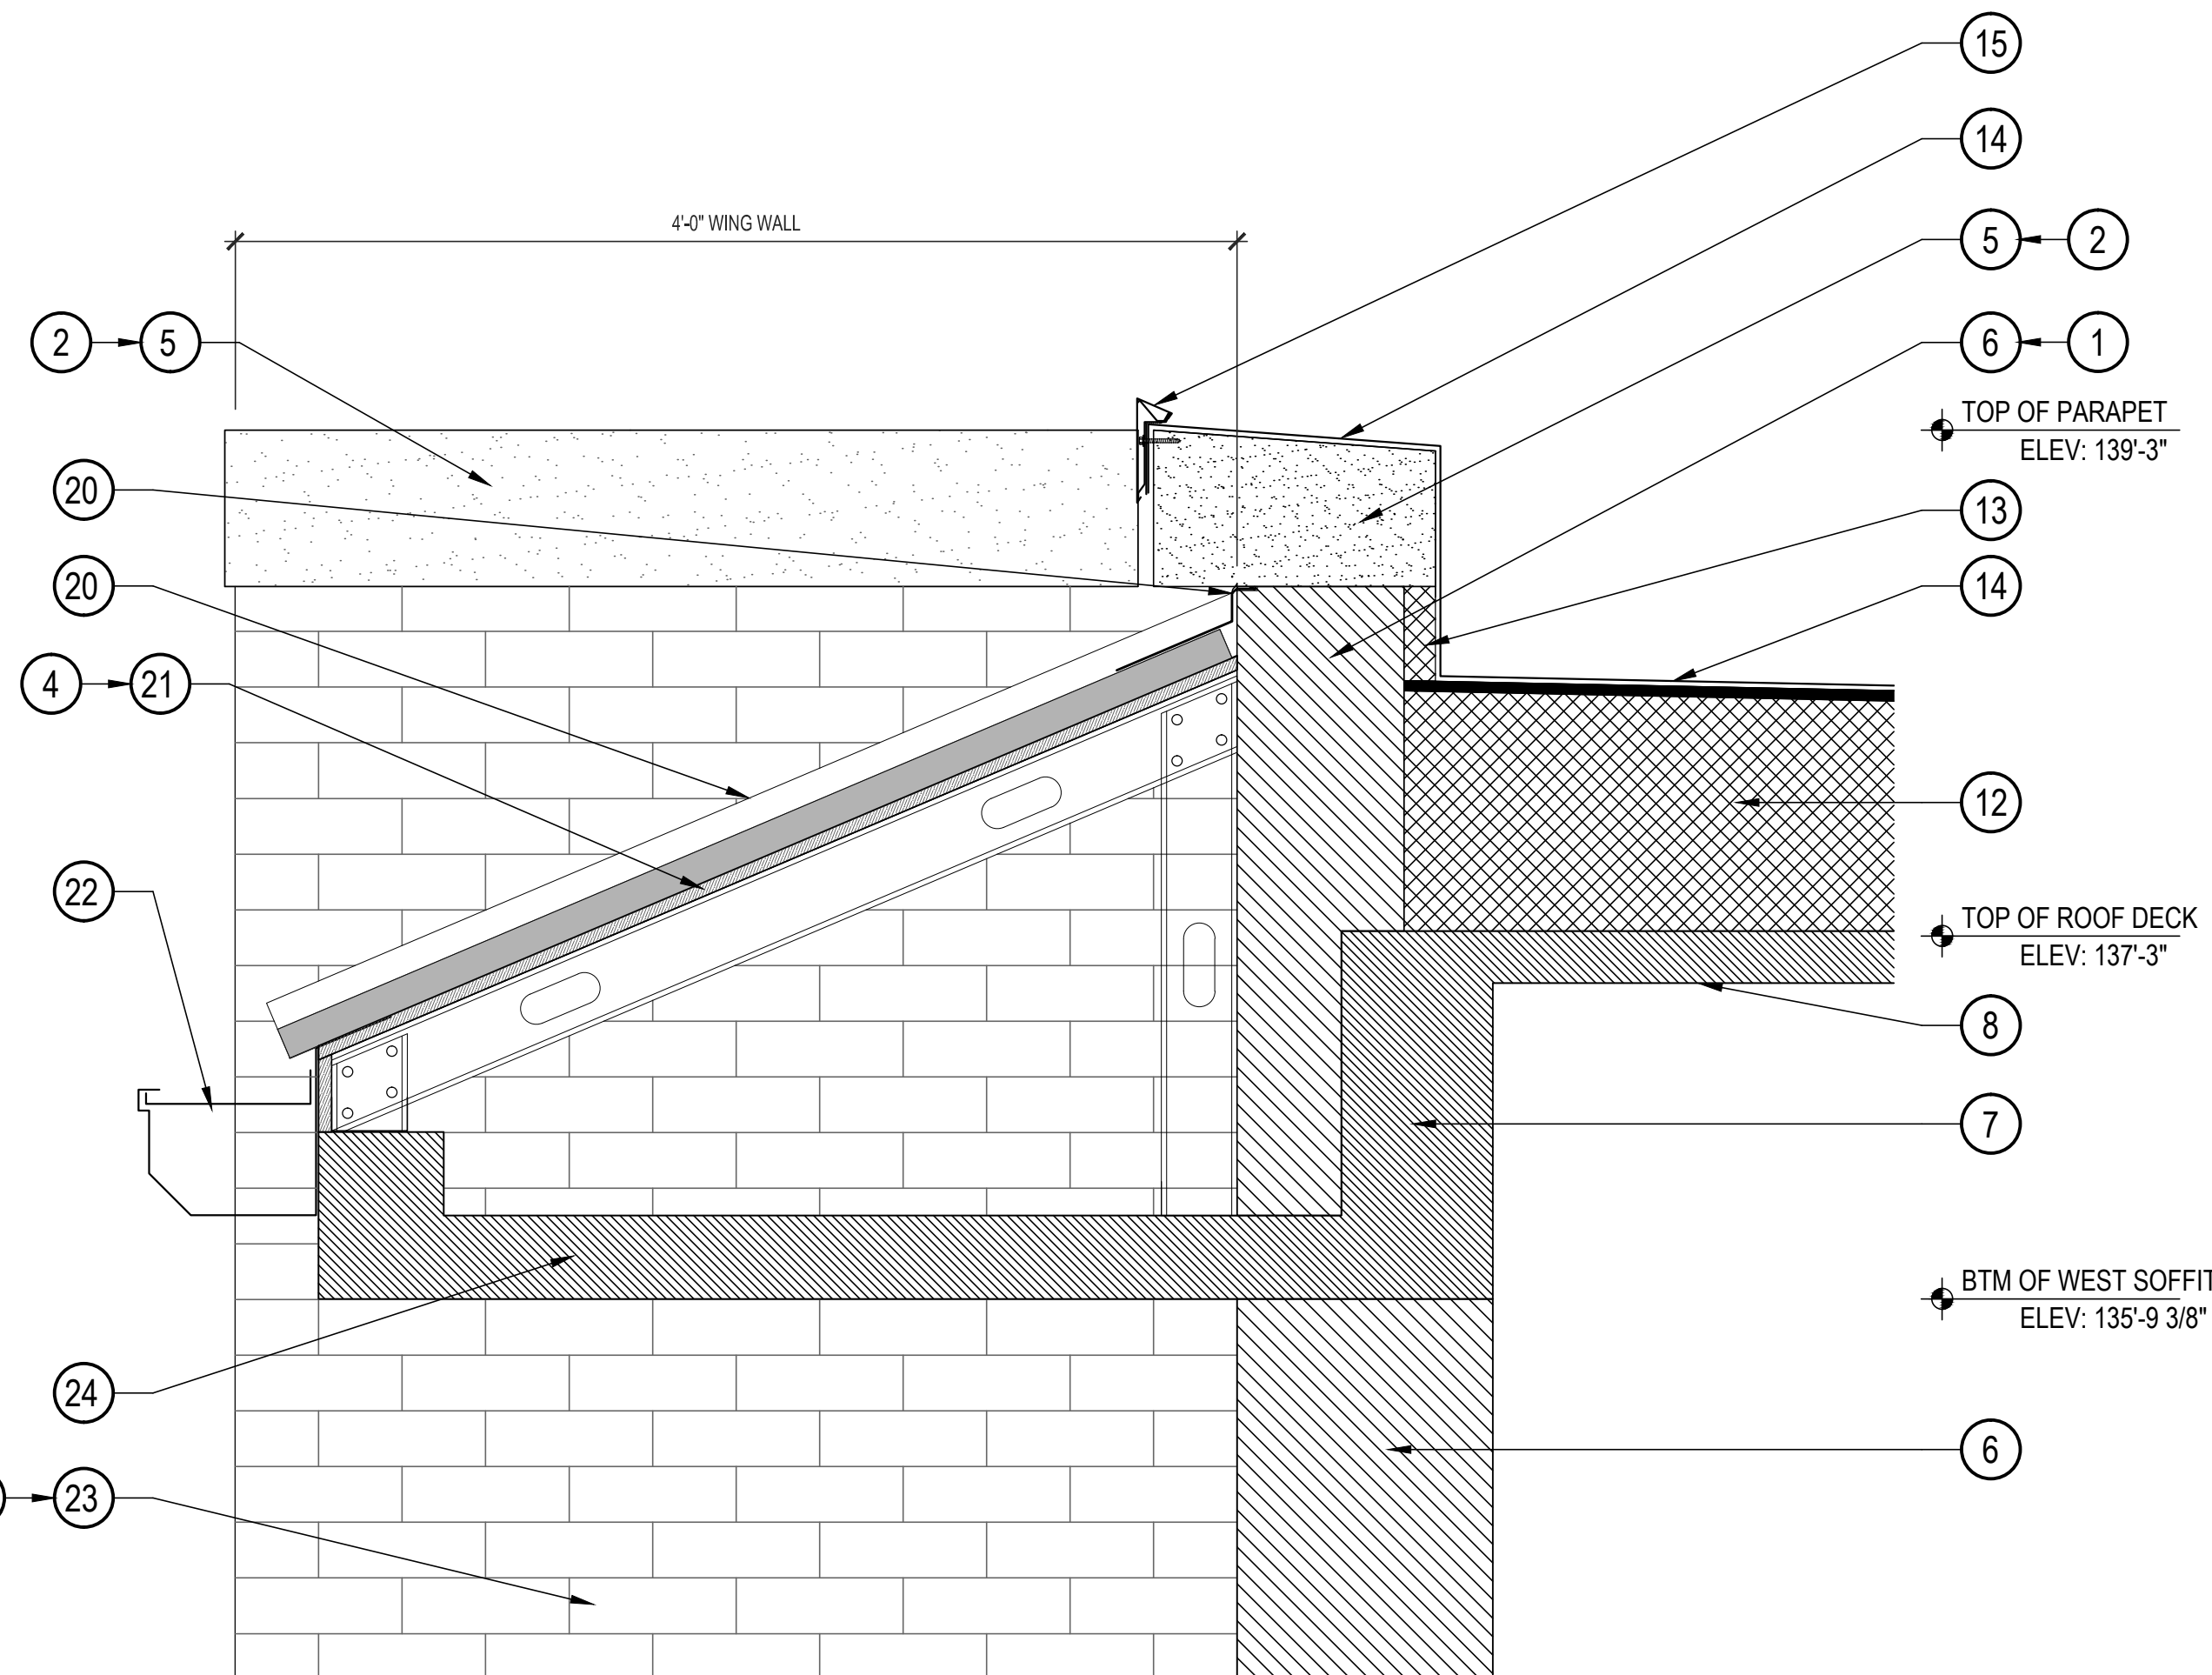 15
14
4'-0" WING WALL
5 2
2 5
6 1
TOP OF PARAPET
ELEV: 139'-3"
20
13
20
14
4 21
12
22
TOP OF ROOF DECK
ELEV: 137'-3"
8
7
BTM OF WEST SOFFIT
ELEV: 135'-9 3/8"
24
6
23